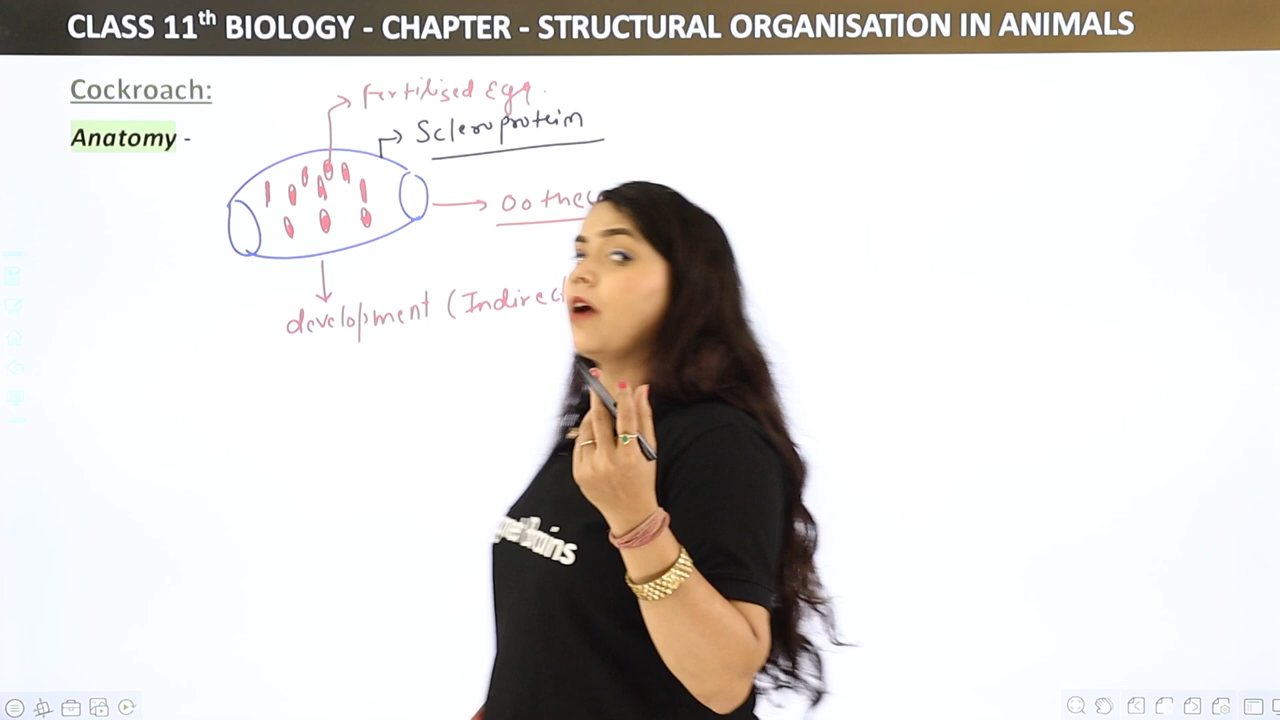 CLASS 11th BIOLOGY - CHAPTER - STRUCTURAL ORGANISATION IN ANIMALS
Cockroach:
Anatomy -
fertilised Egg.
Scleroprotein
development (Indirect